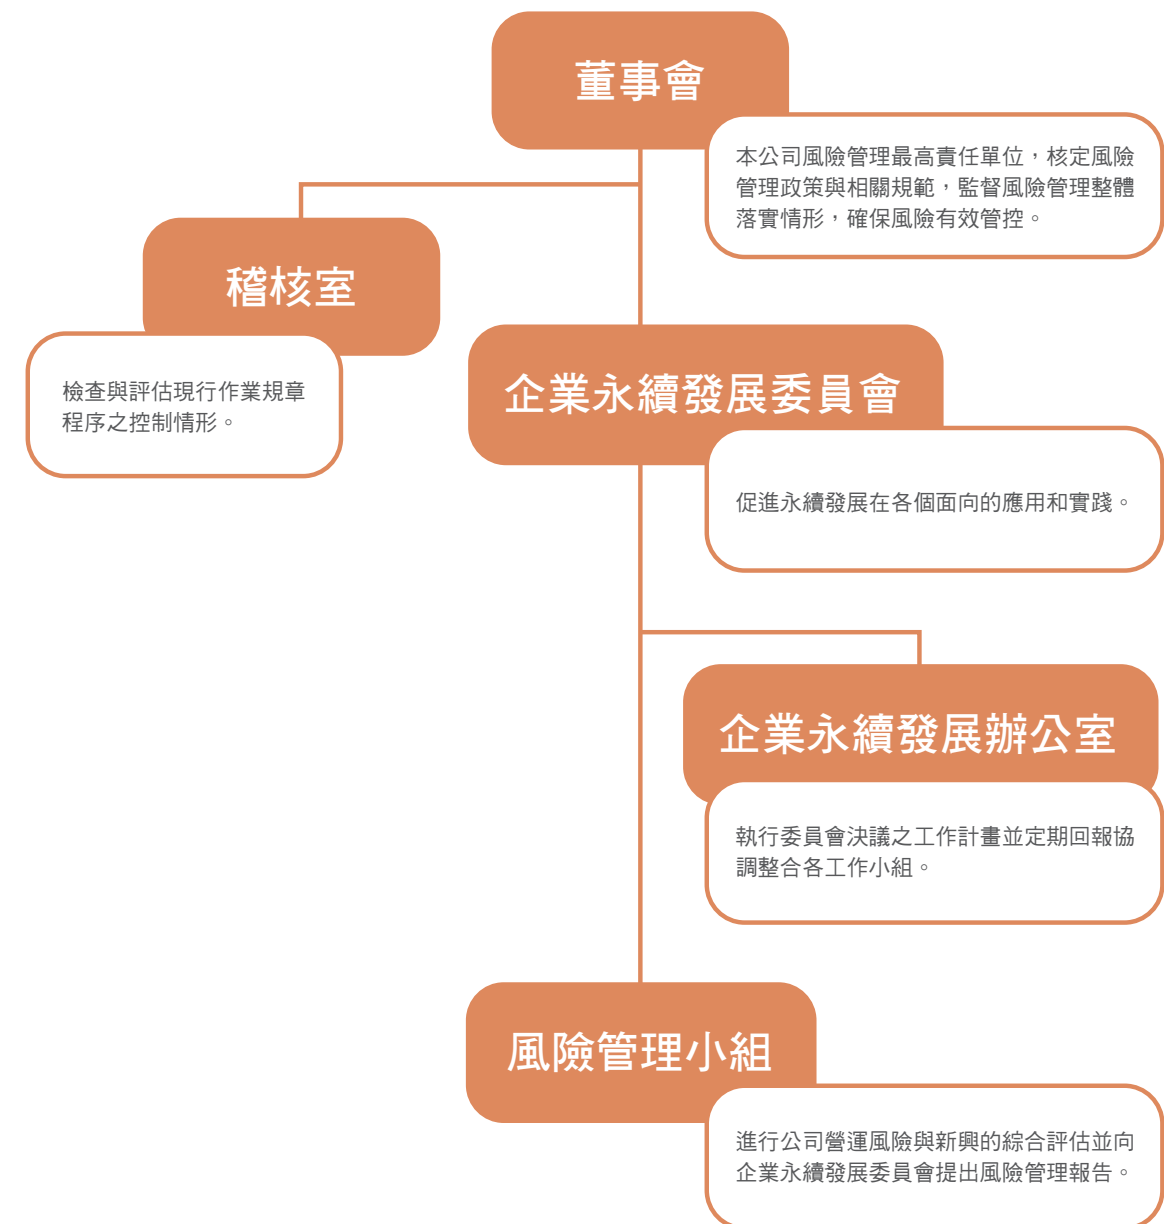 董事會
本公司風險管理最高責任單位，核定風險
管理政策與相關規範，監督風險管理整體
落實情形，確保風險有效管控。
稽核室
檢查與評估現行作業規章
程序之控制情形。
企業永續發展委員會
促進永續發展在各個面向的應用和實踐。
企業永續發展辦公室
執行委員會決議之工作計畫並定期回報協
調整合各工作小組。
風險管理小組
進行公司營運風險與新興的綜合評估並向
企業永續發展委員會提出風險管理報告。